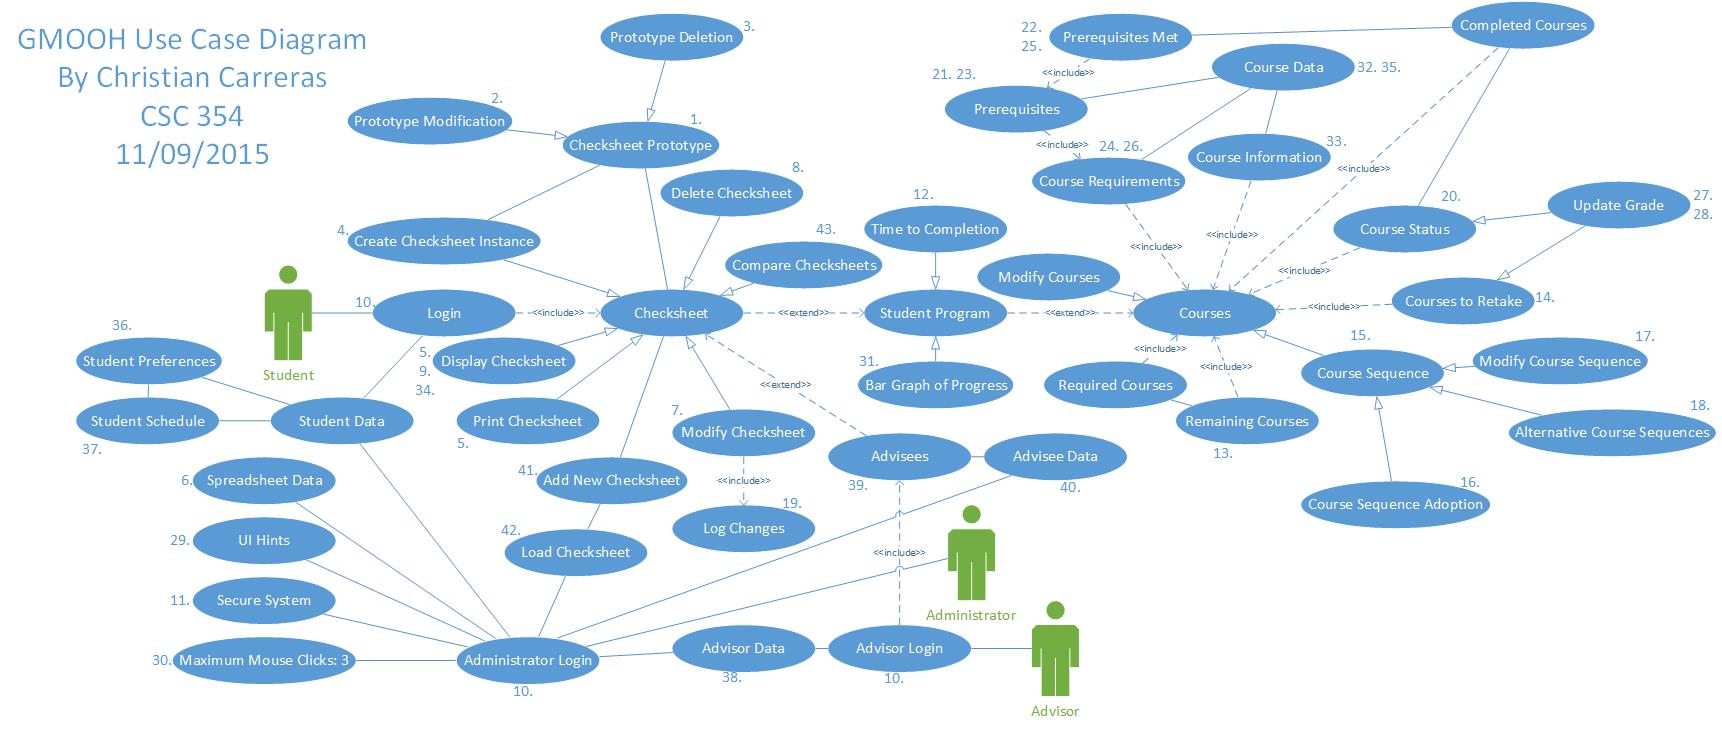 GMOOH Use Case Diagram
By Christian Carreras
CSC 354
11/09/2015
Prototype Deletion
3.
2.
Prototype Modification
1.
Checksheet Prototype
8.
Delete Checksheet
4.
Create Checksheet Instance
43.
Compare Checksheets
12.
Time to Completion
22.
25.
Prerequisites Met
Completed Courses
<<include>>
21. 23.
Prerequisites
Course Data
32. 35.
<<include>>
24. 26.
Course Requirements
33.
Course Information
<<include>>
20.
Course Status
Update Grade
27.
28.
<<include>>
<<include>>
<<include>>
Modify Courses
Courses to Retake
14.
<<include>>
Student
10.
Login
<<include>>
Checksheet
<<extend>>
Student Program
<<extend>>
Courses
36.
Student Preferences
5.
9.
34.
Display Checksheet
31.
Bar Graph of Progress
<<extend>>
<<include>>
<<include>>
Required Courses
15.
Course Sequence
17.
Modify Course Sequence
Student Schedule
37.
Student Data
Print Checksheet
5.
7.
Modify Checksheet
Remaining Courses
13.
18.
Alternative Course Sequences
6.
Spreadsheet Data
41.
Add New Checksheet
<<include>>
Advisees
39.
Advisee Data
40.
16.
Course Sequence Adoption
29.
UI Hints
42.
Load Checksheet
19.
Log Changes
<<include>>
11.
Secure System
Administrator
30.
Maximum Mouse Clicks: 3
Administrator Login
10.
Advisor Data
38.
Advisor Login
10.
Advisor